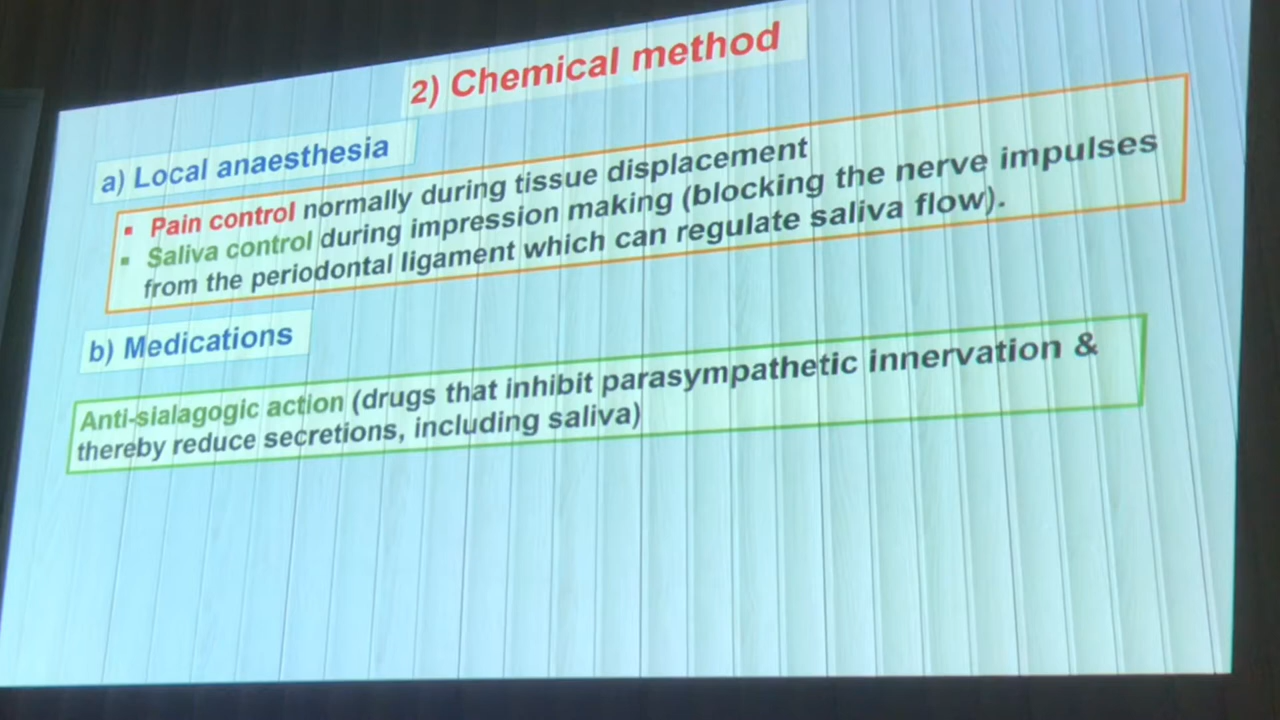 2) Chemical method
a) Local anaesthesia
▪ Pain control normally during tissue displacement
▪ Saliva control during impression making (blocking the nerve impulses
from the periodontal ligament which can regulate saliva flow).
b) Medications
Anti-sialagogic action (drugs that inhibit parasympathetic innervation &
thereby reduce secretions, including saliva)